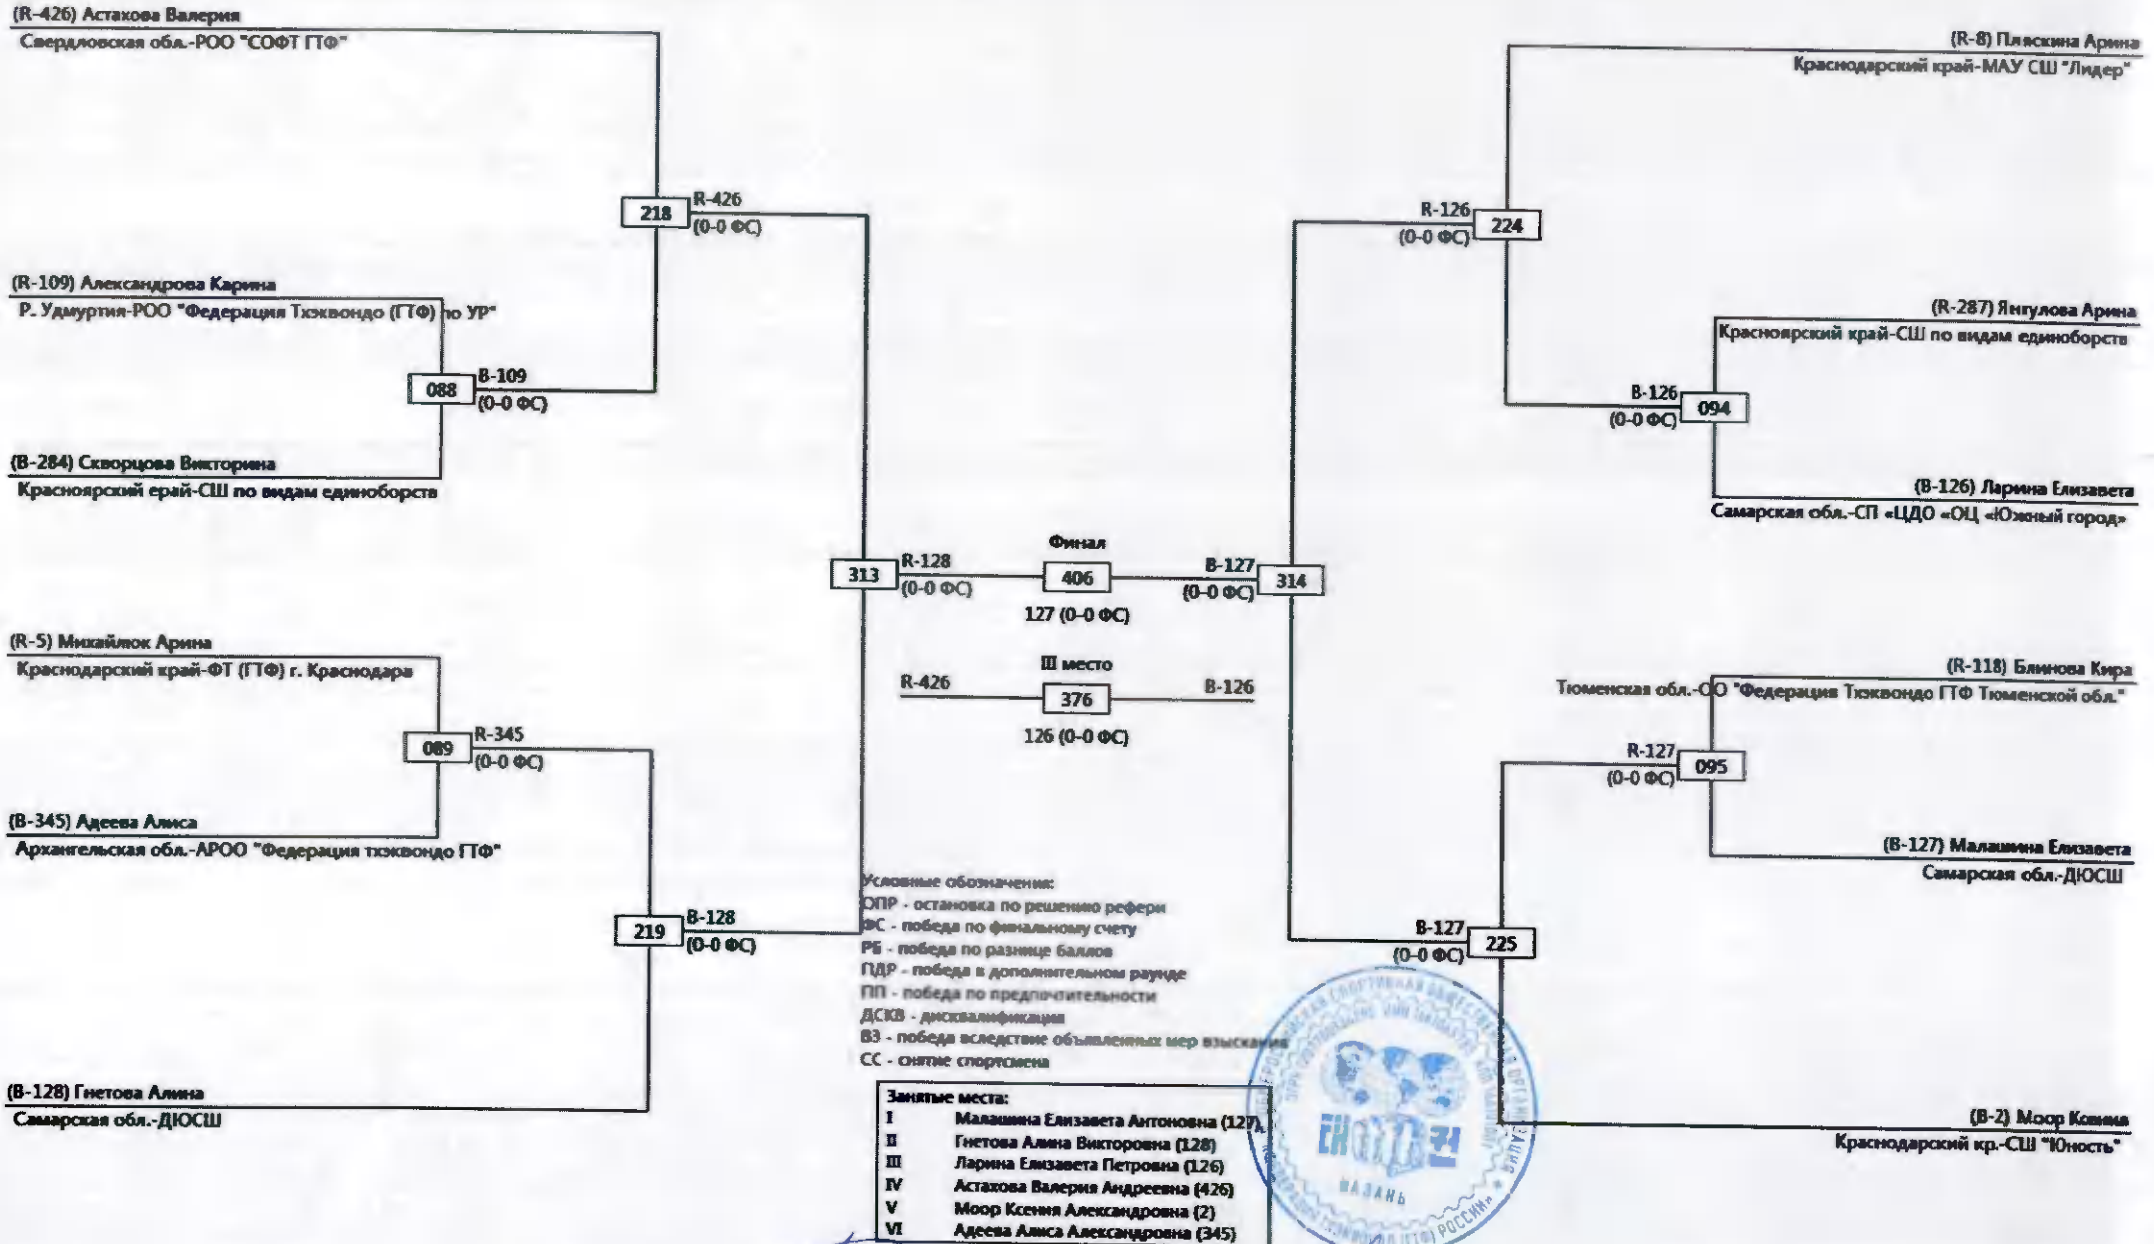 (R-426) Астахова Валерия
Свердловская обл.-РОО "СОФТ ГТФ"
218
R-426
(0-0 ФС)
(R-109) Александрова Карина
Р. Удмуртия-РОО "Федерация Тхэквондо (ГТФ) по УР"
088
B-109
(0-0 ФС)
(B-284) Скворцова Викторина
Красноярский ерай-СШ по видам единоборств
313
R-128
(0-0 ФС)
(R-5) Михайлюк Арина
Краснодарский край-ФТ (ГТФ) г. Краснодара
089
R-345
(0-0 ФС)
(B-345) Адеева Алиса
Архангельская обл.-АРОО "Федерация тхэквондо ГТФ"
219
B-128
(0-0 ФС)
(B-128) Гнетова Алина
Самарская обл.-ДЮСШ
Финал
406
127 (0-0 ФС)
III место
R-426
376
B-126
126 (0-0 ФС)
(R-8) Пляскина Арина
Краснодарский край-МАУ СШ "Лидер"
R-126
(0-0 ФС)
224
(R-287) Янгулова Арина
Красноярский край-СШ по видам единоборств
B-126
(0-0 ФС)
094
(B-126) Ларина Елизавета
Самарская обл.-СП «ЦДО «ОЦ «Южный город»
B-127
(0-0 ФС)
314
(R-118) Блинова Кира
Тюменская обл.-ОО "Федерация Тхэквондо ГТФ Тюменской обл."
R-127
(0-0 ФС)
095
(B-127) Малашина Елизавета
Самарская обл.-ДЮСШ
B-127
(0-0 ФС)
225
(B-2) Моор Ксения
Краснодарский кр.-СШ "Юность"
Условные обозначения:
ОПР - остановка по решению рефери
ФС - победа по финальному счету
РБ - победа по разнице баллов
ПДР - победа в дополнительном раунде
ПП - победа по предпочтительности
ДСКВ - дисквалификация
ВЗ - победа вследствие объявленных мер взыскания
СС - снятие спортсмена
Занятые места:
I Малашина Елизавета Антоновна (127)
II Гнетова Алина Викторовна (128)
III Ларина Елизавета Петровна (126)
IV Астахова Валерия Андреевна (426)
V Моор Ксения Александровна (2)
VI Адеева Алиса Александровна (345)